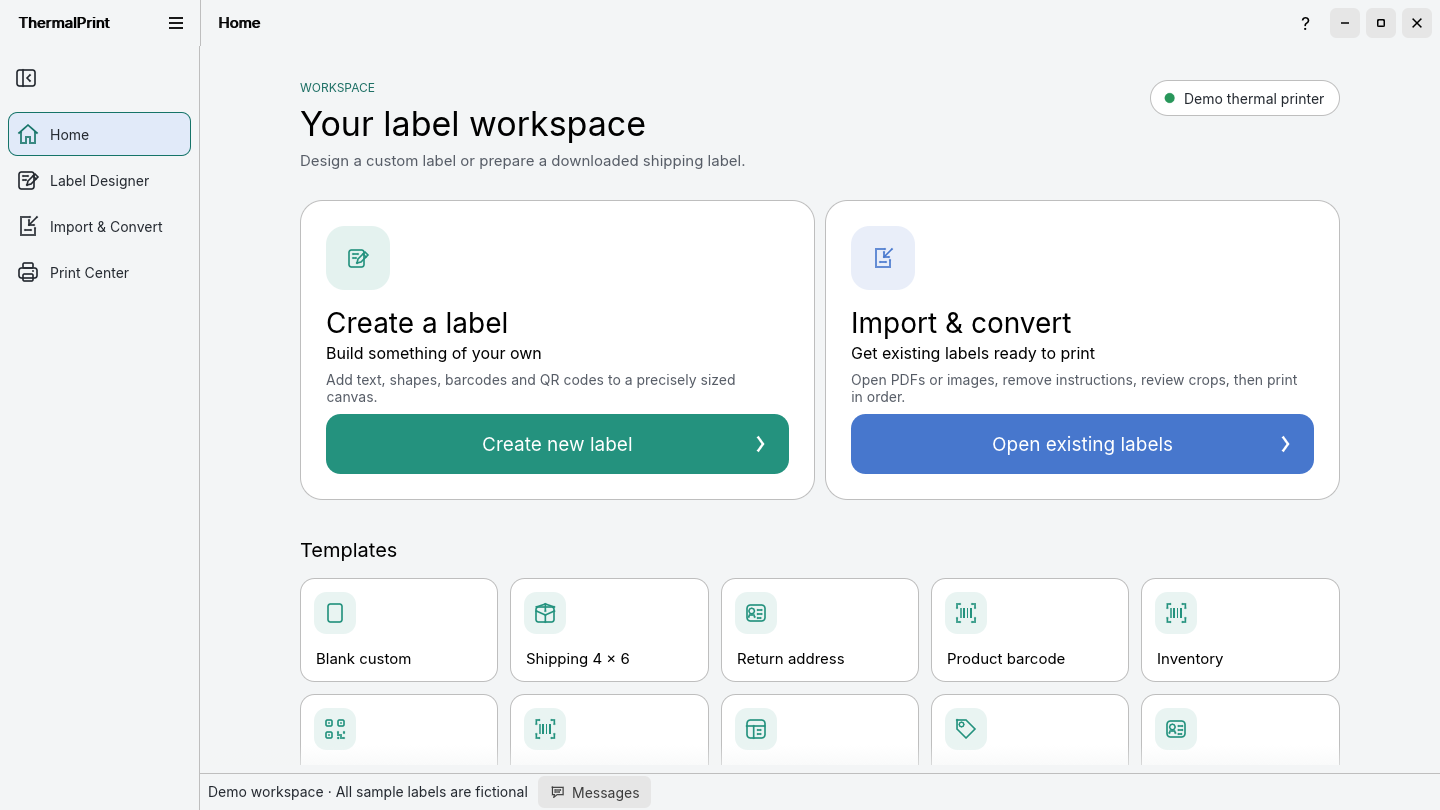 ThermalPrint
Home
?
Home
Label Designer
Import & Convert
Print Center
WORKSPACE
Your label workspace
Design a custom label or prepare a downloaded shipping label.
Demo thermal printer
Create a label
Build something of your own
Add text, shapes, barcodes and QR codes to a precisely sized
canvas.
Create new label
Import & convert
Get existing labels ready to print
Open PDFs or images, remove instructions, review crops, then print
in order.
Open existing labels
Templates
Blank custom
Shipping 4 × 6
Return address
Product barcode
Inventory
Demo workspace · All sample labels are fictional
Messages